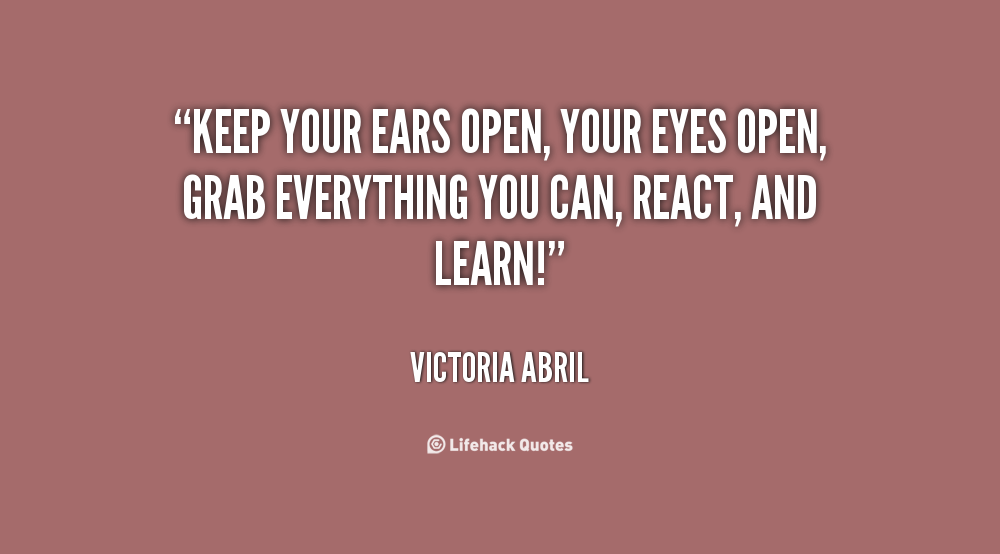 “KEEP YOUR EARS OPEN, YOUR EYES OPEN,
GRAB EVERYTHING YOU CAN, REACT, AND
LEARN!”
VICTORIA ABRIL
Lifehack Quotes